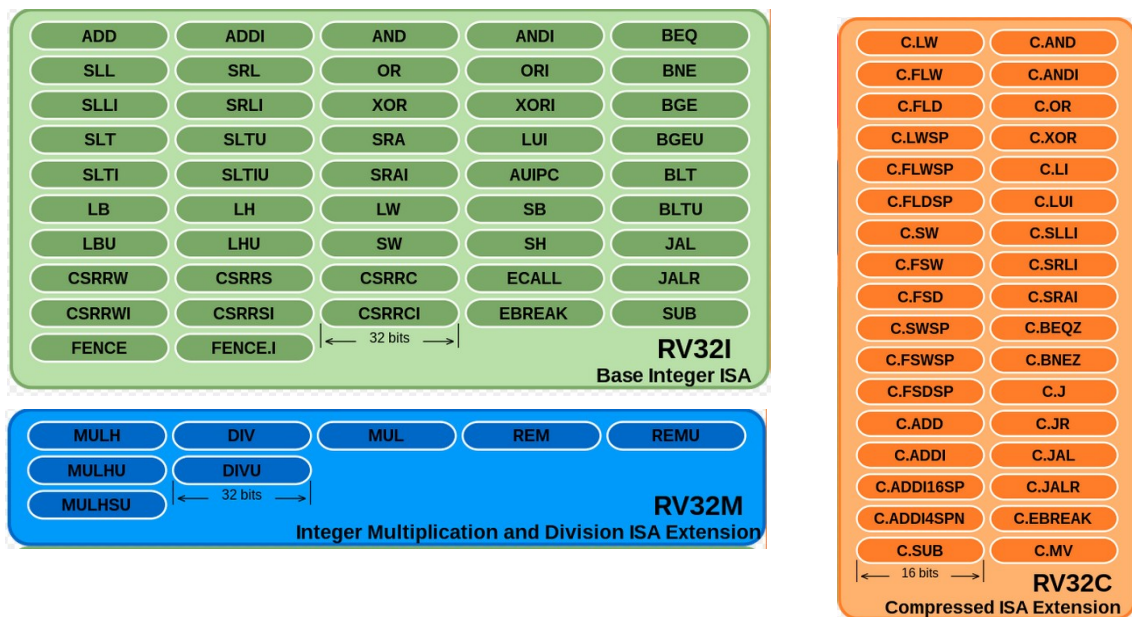 ADD ADDI AND ANDI BEQ
SLL SRL OR ORI BNE
SLLI SRLI XOR XORI BGE
SLT SLTU SRA LUI BGEU
SLTI SLTIU SRAI AUIPC BLT
LB LH LW SB BLTU
LBU LHU SW SH JAL
CSRRW CSRRS CSRRC ECALL JALR
CSRRWI CSRRSI CSRRCI EBREAK SUB
FENCE FENCE.I 32 bits
RV32I
Base Integer ISA
MULH DIV MUL REM REMU
MULHU DIVU
MULHSU 32 bits
RV32M
Integer Multiplication and Division ISA Extension
C.LW C.AND
C.FLW C.ANDI
C.FLD C.OR
C.LWSP C.XOR
C.FLWSP C.LI
C.FLDSP C.LUI
C.SW C.SLLI
C.FSW C.SRLI
C.FSD C.SRAI
C.SWSP C.BEQZ
C.FSWSP C.BNEZ
C.FSDSP C.J
C.ADD C.JR
C.ADDI C.JAL
C.ADDI16SP C.JALR
C.ADDI4SPN C.EBREAK
C.SUB C.MV
16 bits
RV32C
Compressed ISA Extension